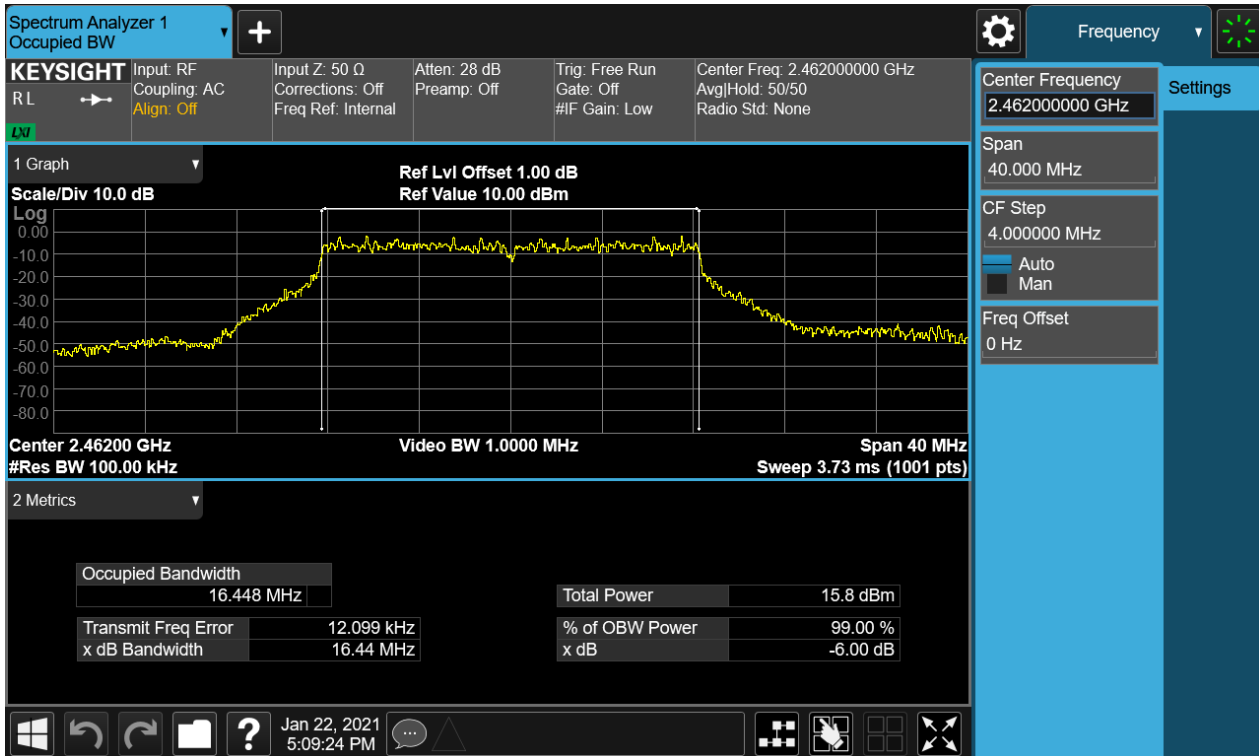 Spectrum Analyzer 1
Occupied BW
Frequency
KEYSIGHT
R L
LXI
Input: RF
Coupling: AC
Align: Off
Input Z: 50 Ω
Corrections: Off
Freq Ref: Internal
Atten: 28 dB
Preamp: Off
Trig: Free Run
Gate: Off
#IF Gain: Low
Center Freq: 2.462000000 GHz
Avg|Hold: 50/50
Radio Std: None
Center Frequency
2.462000000 GHz
Settings
Span
40.000 MHz
CF Step
4.000000 MHz
Auto
Man
Freq Offset
0 Hz
1 Graph
Scale/Div 10.0 dB
Ref Lvl Offset 1.00 dB
Ref Value 10.00 dBm
Log
0.00
-10.0
-20.0
-30.0
-40.0
-50.0
-60.0
-70.0
-80.0
Center 2.46200 GHz
Video BW 1.0000 MHz
Span 40 MHz
#Res BW 100.00 kHz
Sweep 3.73 ms (1001 pts)
2 Metrics
Occupied Bandwidth
16.448 MHz
Total Power 15.8 dBm
Transmit Freq Error 12.099 kHz
% of OBW Power 99.00 %
x dB Bandwidth 16.44 MHz
x dB -6.00 dB
?
Jan 22, 2021
5:09:24 PM